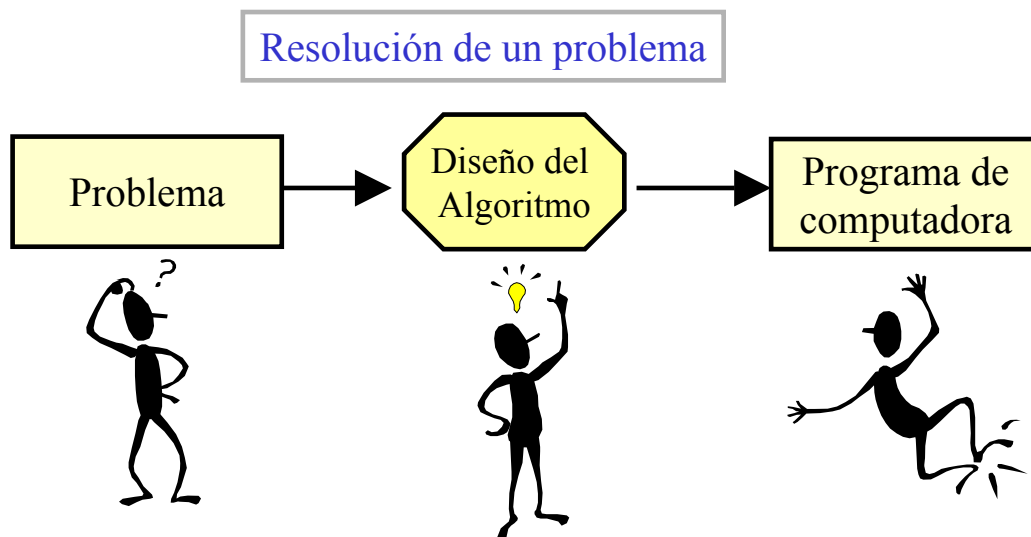 Resolución de un problema
Problema
Diseño del
Algoritmo
Programa de
computadora
?